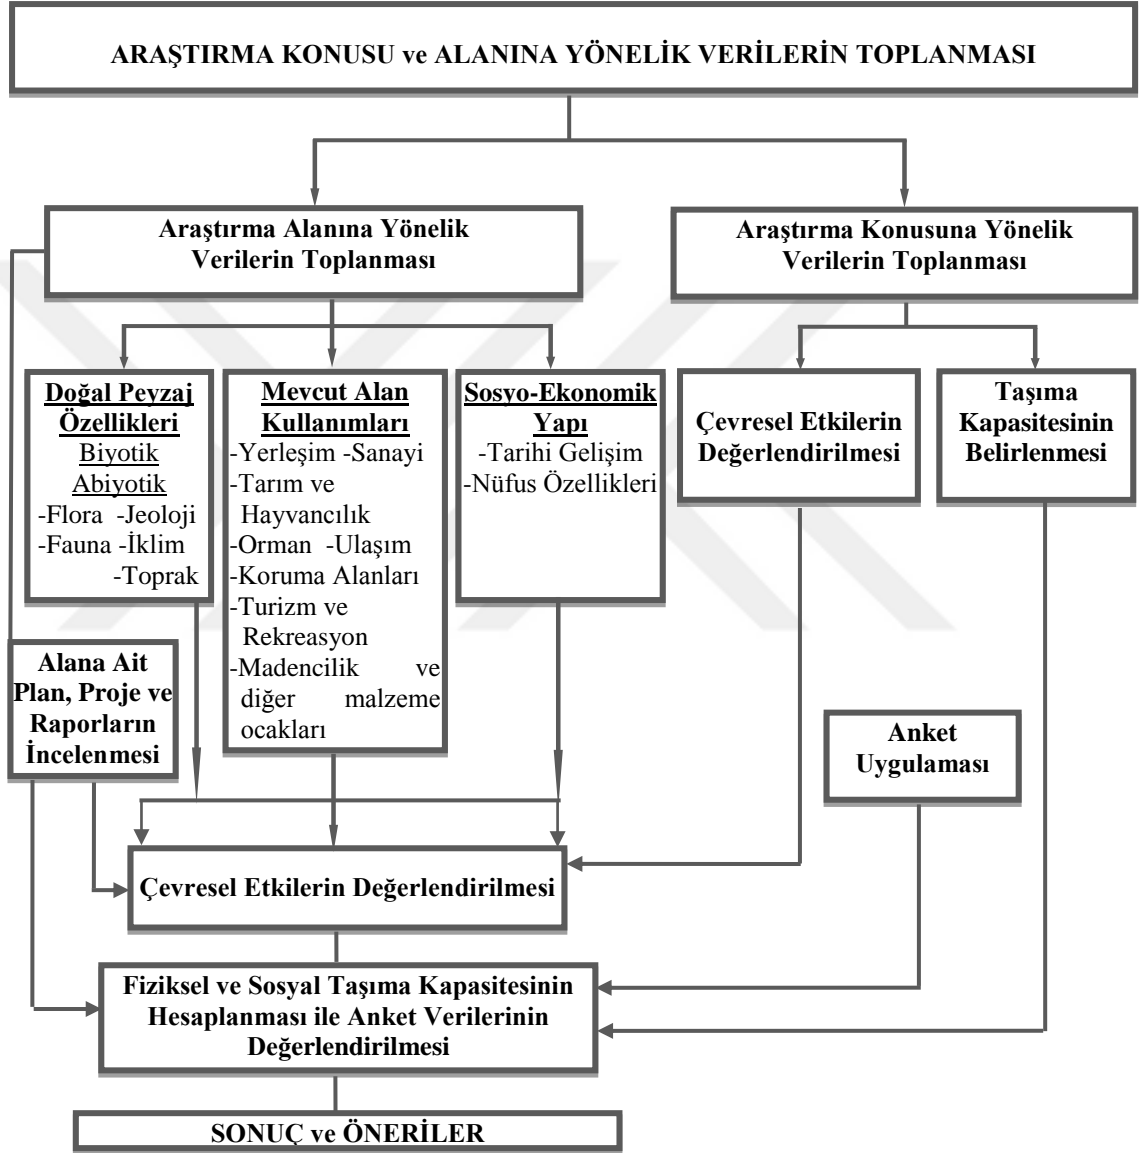 ARAŞTIRMA KONUSU ve ALANINA YÖNELİK VERİLERİN TOPLANMASI
Araştırma Alanına Yönelik
Verilerin Toplanması
Araştırma Konusuna Yönelik
Verilerin Toplanması
Doğal Peyzaj
Özellikleri
Biyotik
Abiyotik
-Flora -Jeoloji
-Fauna -İklim
-Toprak
Mevcut Alan
Kullanımları
-Yerleşim -Sanayi
-Tarım ve
Hayvancılık
-Orman -Ulaşım
-Koruma Alanları
-Turizm ve
Rekreasyon
-Madencilik ve
diğer malzeme
ocakları
Sosyo-Ekonomik
Yapı
-Tarihi Gelişim
-Nüfus Özellikleri
Çevresel Etkilerin
Değerlendirilmesi
Taşıma
Kapasitesinin
Belirlenmesi
Alana Ait
Plan, Proje ve
Raporların
İncelenmesi
Anket
Uygulaması
Çevresel Etkilerin Değerlendirilmesi
Fiziksel ve Sosyal Taşıma Kapasitesinin
Hesaplanması ile Anket Verilerinin
Değerlendirilmesi
SONUÇ ve ÖNERİLER